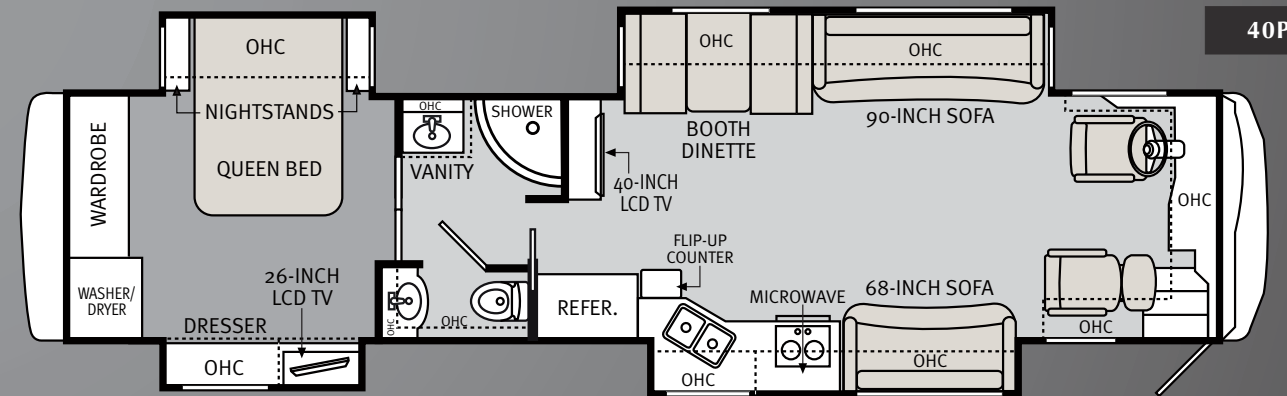 40P
OHC
NIGHTSTANDS
QUEEN BED
WARDROBE
WASHER/
DRYER
26-INCH
LCD TV
DRESSER
OHC
OHC
VANITY
SHOWER
OHC
OHC
40-INCH
LCD TV
OHC
BOOTH
DINETTE
OHC
90-INCH SOFA
REFER.
FLIP-UP
COUNTER
MICROWAVE
OHC
68-INCH SOFA
OHC
OHC
OHC